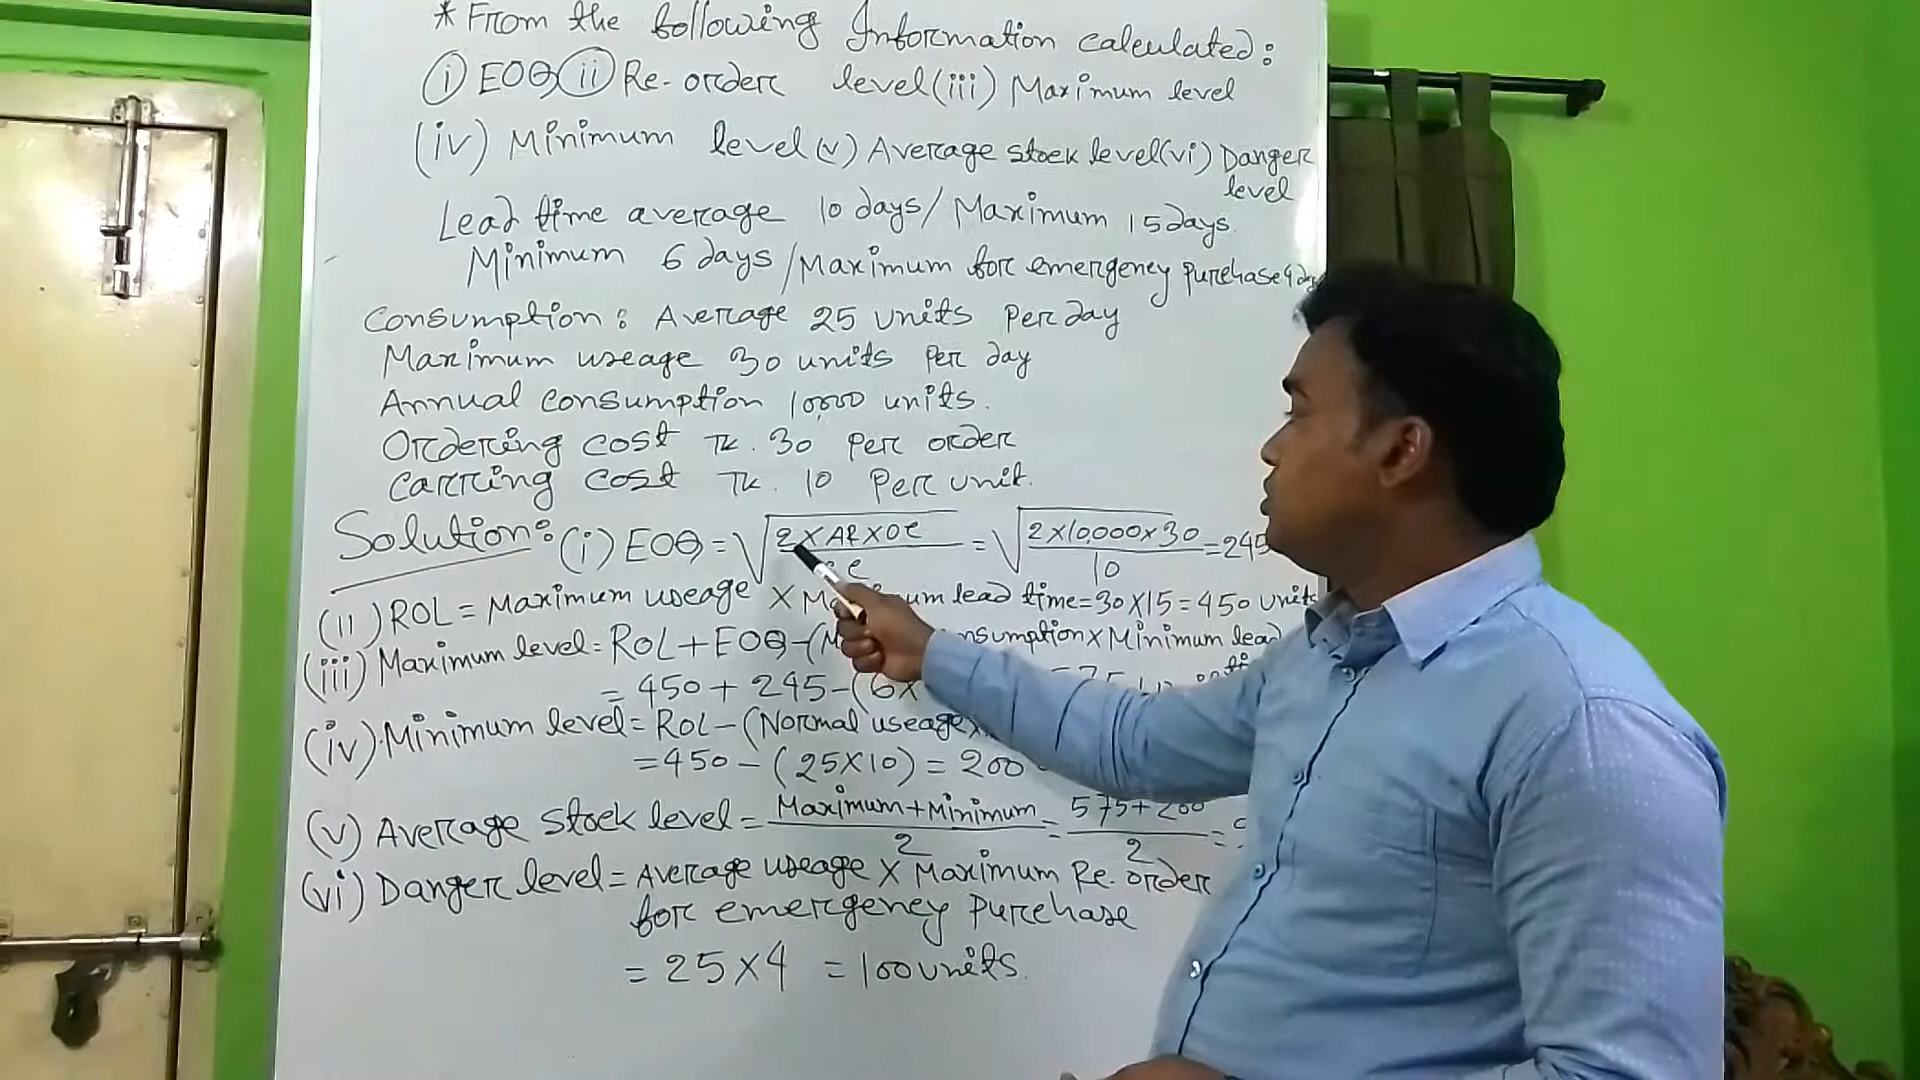 * From the following Information calculated:
(i) EOQ (ii) Re-order level (iii) Maximum level
(iv) Minimum level (v) Average stock level (vi) Danger level
Lead time average 10 days / Maximum 15 days.
Minimum 6 days / Maximum for emergency purchase 4
Consumption: Average 25 units Per day
Maximum useage 30 units Per day
Annual consumption 10,000 units.
Ordering cost TK. 30 Per order
Carring cost TK. 10 Per unit.
Solution: (i) EOQ = √(2×AR×OC / C) = √(2×10,000×30 / 10) = 245
(ii) ROL = Maximum useage × lead time = 30×15 = 450 units
(iii) Maximum level = ROL + EOQ - ( ×Minimum lead
= 450 + 245 - (6×
(iv) Minimum level = ROL - (Normal useage
= 450 - (25×10) = 200
(v) Average stock level = Maximum + Minimum / 2 = 575 + 200 / 2 =
(vi) Danger level = Average useage × Maximum Re-order
for emergency purchase
= 25×4 = 100 units.